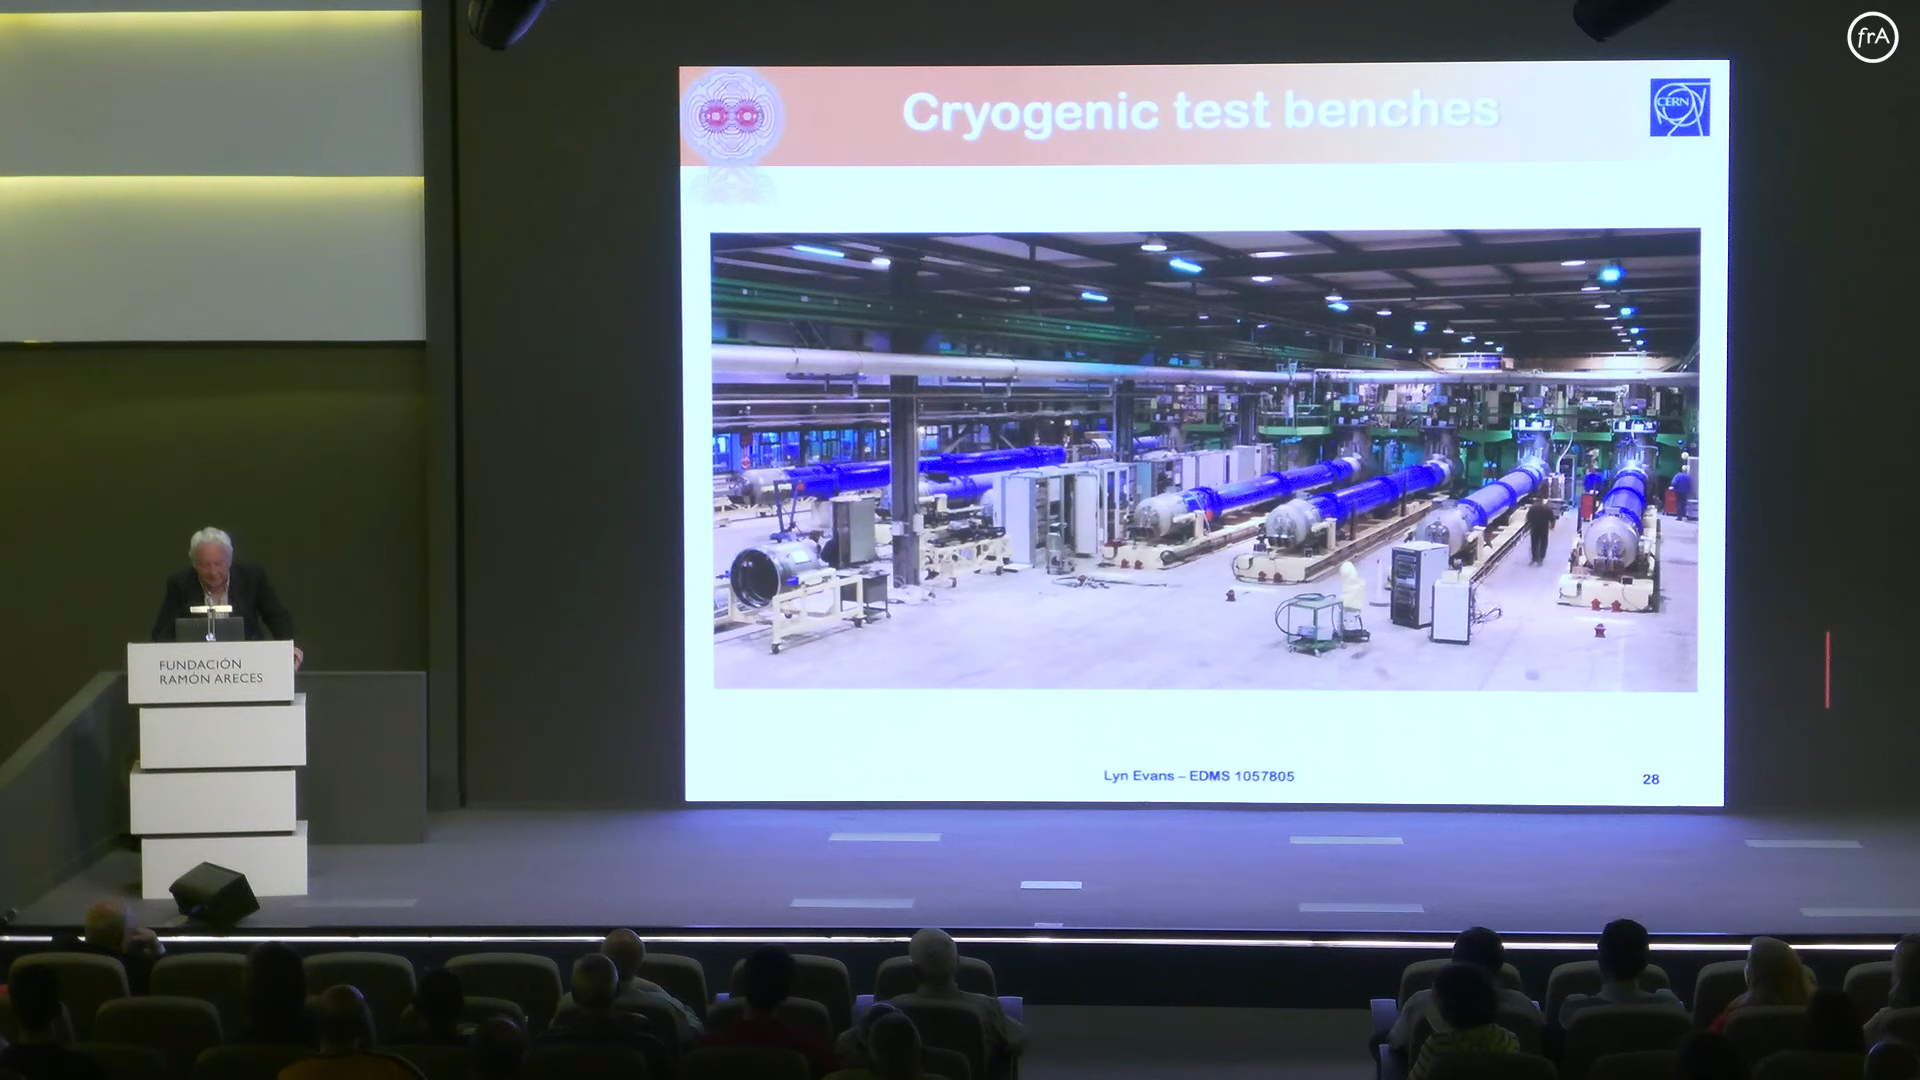 frA
Cryogenic test benches
CERN
Lyn Evans – EDMS 1057805
28
FUNDACIÓN
RAMÓN ARECES